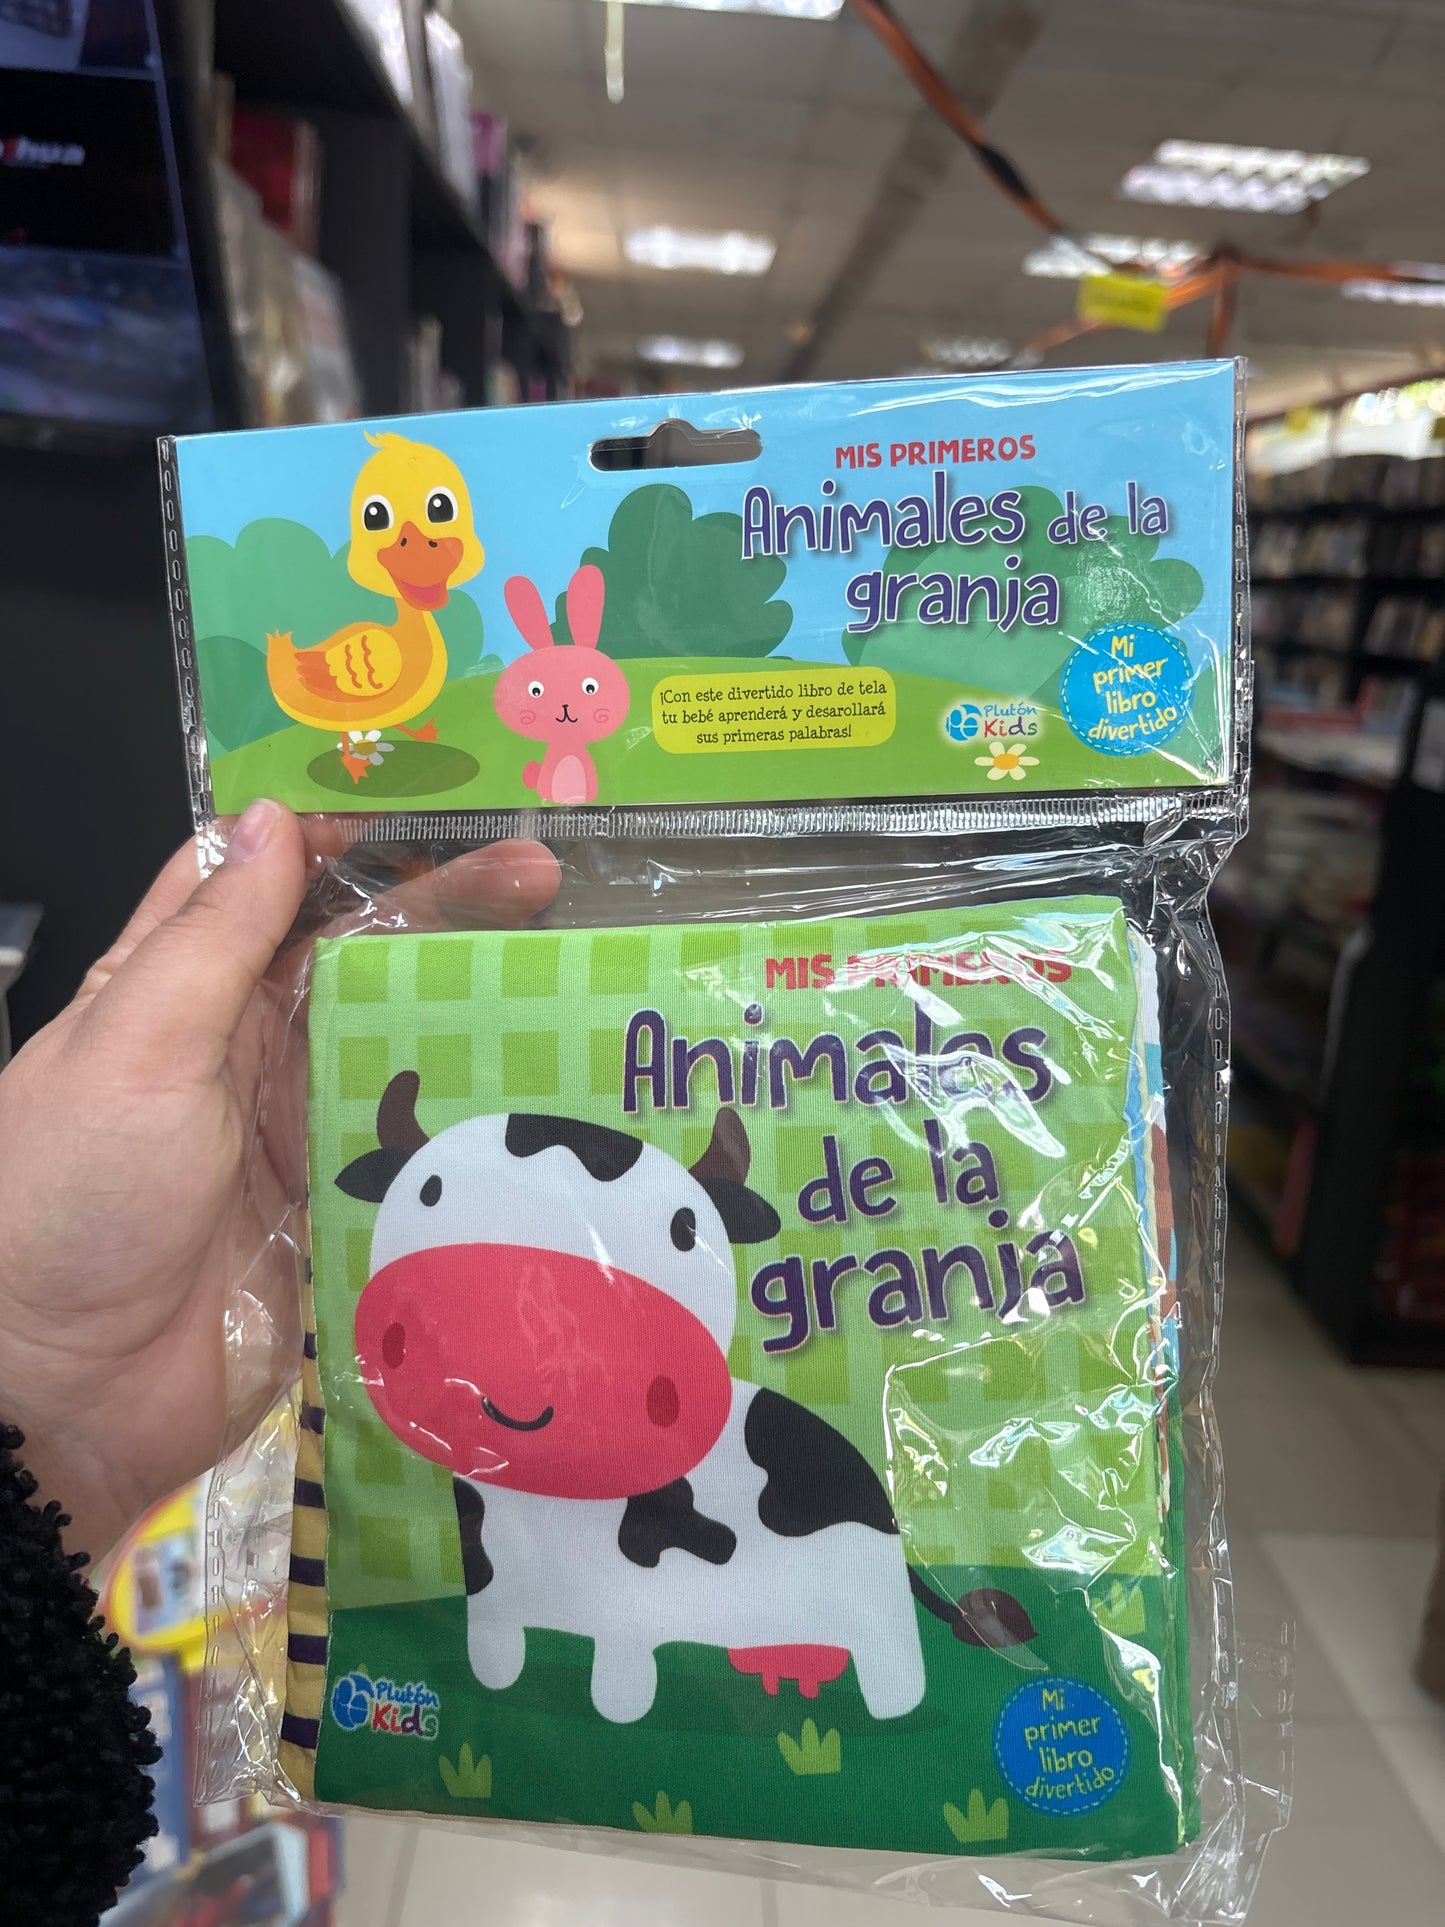 MIS PRIMEROS
Animales de la
granja
¡Con este divertido libro de tela
tu bebé aprenderá y desarollará
sus primeras palabras!
Plutón
Kids
Mi
primer
libro
divertido
MIS PRIMEROS
Animales
de la
granja
Plutón
Kids
Mi
primer
libro
divertido